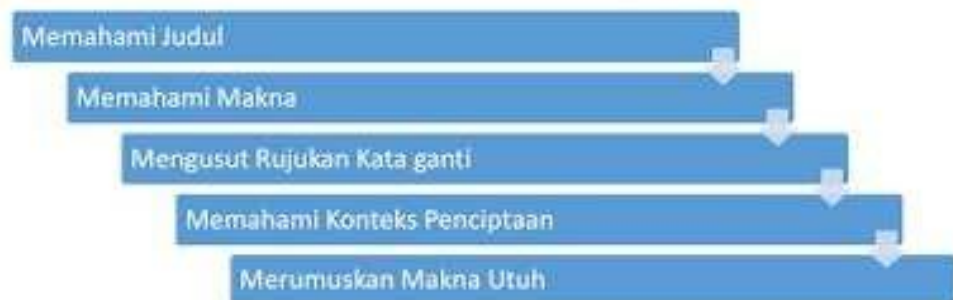 Memahami Judul
Memahami Makna
Mengusut Rujukan Kata ganti
Memahami Konteks Penciptaan
Merumuskan Makna Utuh